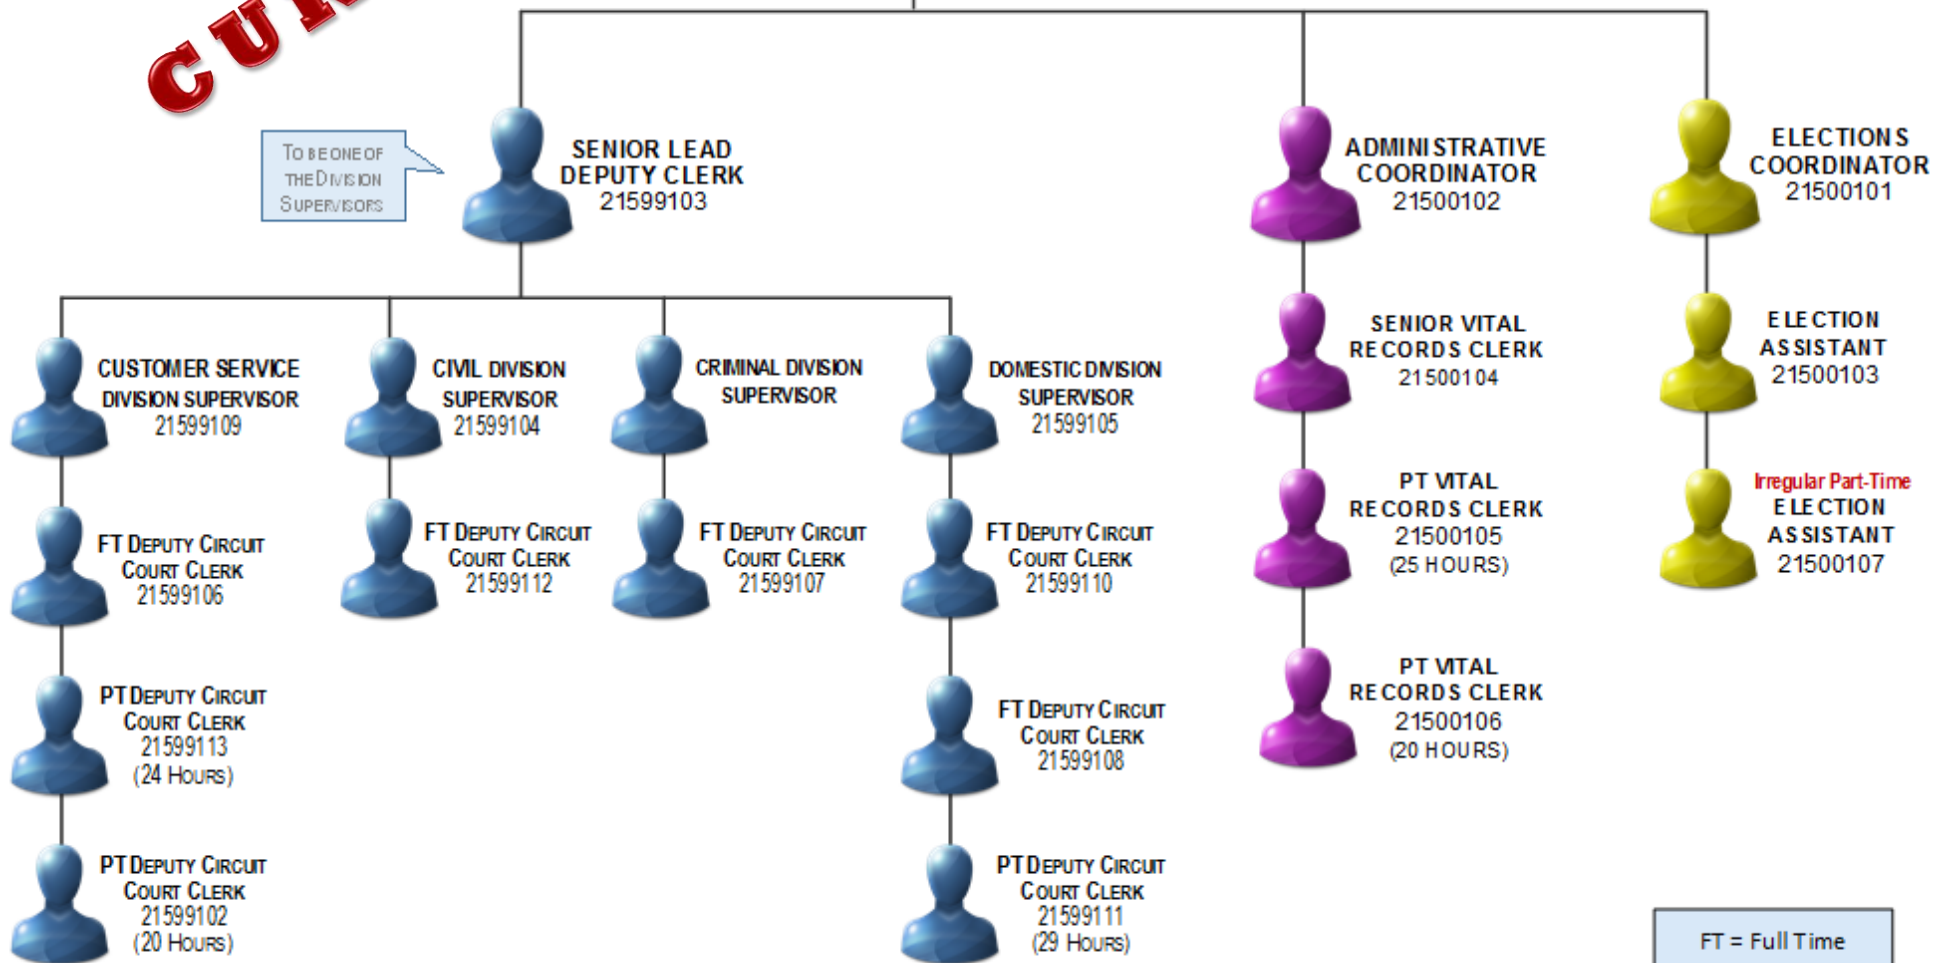 CU
TO BE ONE OF
THE DIVISION
SUPERVISORS
SENIOR LEAD
DEPUTY CLERK
21599103
ADMINISTRATIVE
COORDINATOR
21500102
ELECTIONS
COORDINATOR
21500101
CUSTOMER SERVICE
DIVISION SUPERVISOR
21599109
CIVIL DIVISION
SUPERVISOR
21599104
CRIMINAL DIVISION
SUPERVISOR
DOMESTIC DIVISION
SUPERVISOR
21599105
SENIOR VITAL
RECORDS CLERK
21500104
ELECTION
ASSISTANT
21500103
FT DEPUTY CIRCUIT
COURT CLERK
21599106
FT DEPUTY CIRCUIT
COURT CLERK
21599112
FT DEPUTY CIRCUIT
COURT CLERK
21599107
FT DEPUTY CIRCUIT
COURT CLERK
21599110
PT VITAL
RECORDS CLERK
21500105
(25 HOURS)
Irregular Part-Time
ELECTION
ASSISTANT
21500107
PT DEPUTY CIRCUIT
COURT CLERK
21599113
(24 HOURS)
FT DEPUTY CIRCUIT
COURT CLERK
21599108
PT VITAL
RECORDS CLERK
21500106
(20 HOURS)
PT DEPUTY CIRCUIT
COURT CLERK
21599102
(20 HOURS)
PT DEPUTY CIRCUIT
COURT CLERK
21599111
(29 HOURS)
FT = Full Time